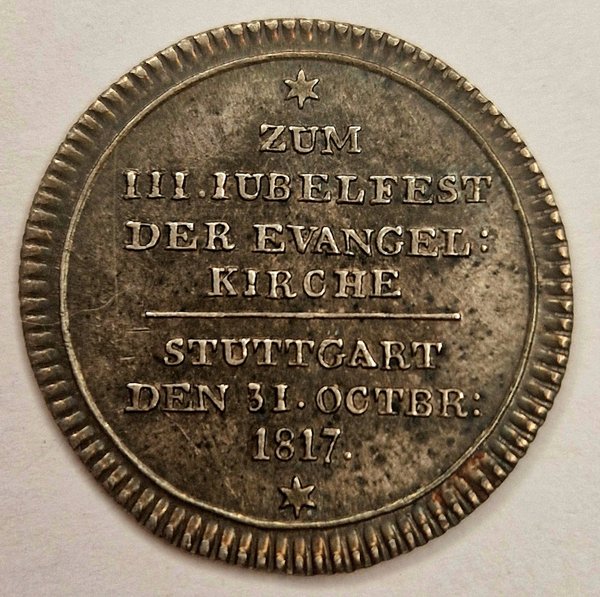 ZUM
III. IUBELFEST
DER EVANGEL:
KIRCHE
STUTTGART
DEN 31. OCTBR:
1817.